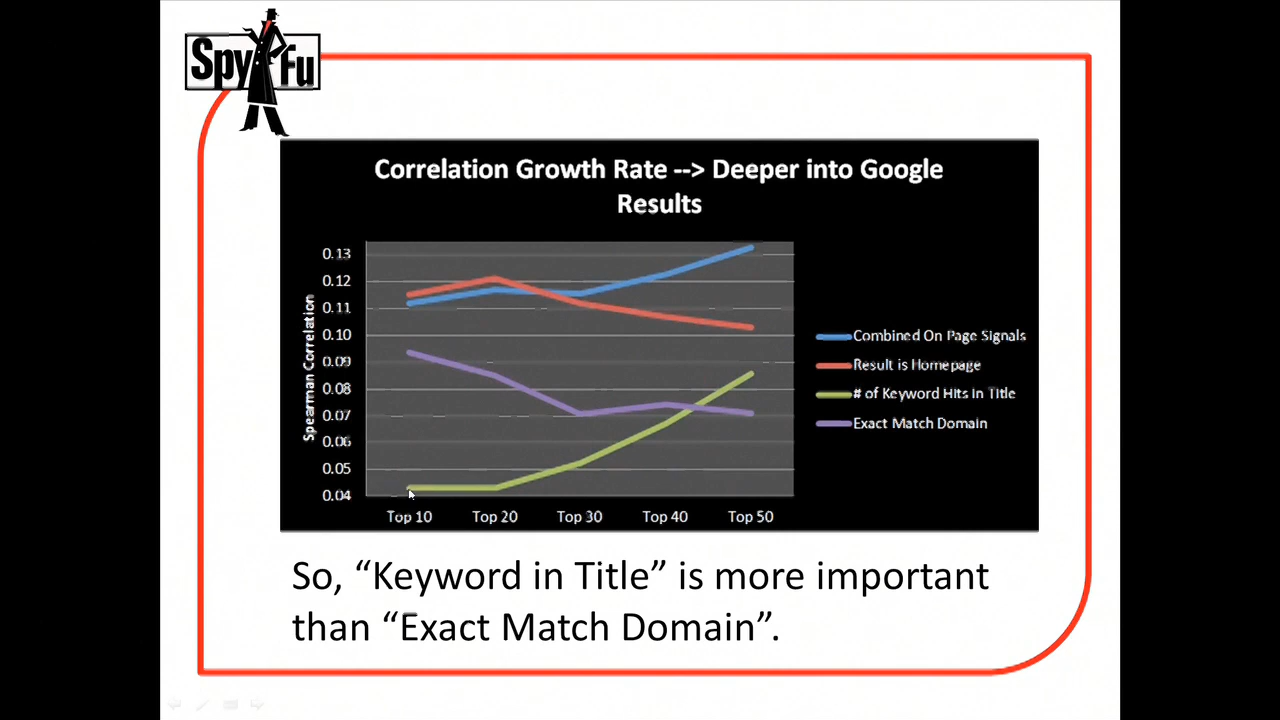 Spy Fu
Correlation Growth Rate --> Deeper into Google
Results
Spearman Correlation
0.13
0.12
0.11
0.10
0.09
0.08
0.07
0.06
0.05
0.04
Top 10 Top 20 Top 30 Top 40 Top 50
Combined On Page Signals
Result is Homepage
# of Keyword Hits In Title
Exact Match Domain
So, “Keyword in Title” is more important
than “Exact Match Domain”.